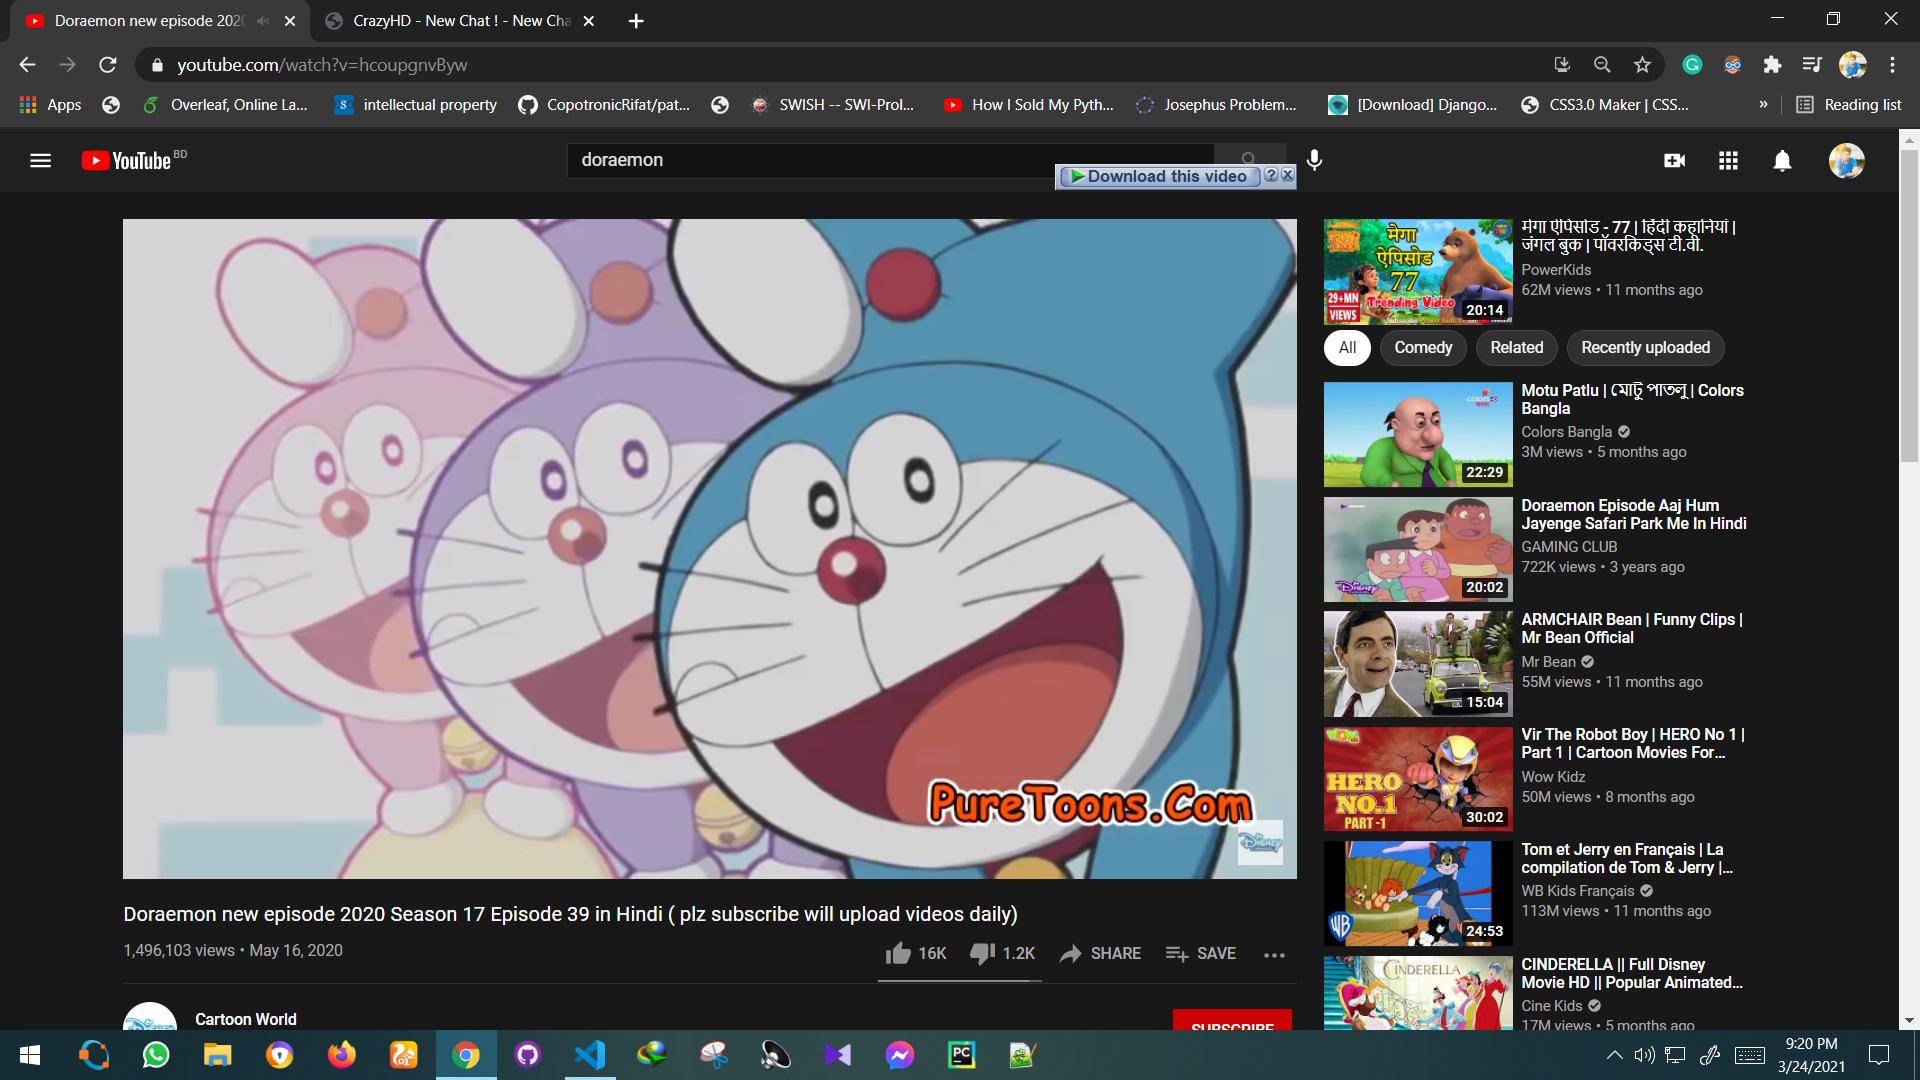 Doraemon new episode 202
CrazyHD - New Chat ! - New Cha
youtube.com/watch?v=hcoupgnvByw
Apps
Overleaf, Online La...
intellectual property
CopotronicRifat/pat...
SWISH -- SWI-Prol...
How I Sold My Pyth...
Josephus Problem...
[Download] Django...
CSS3.0 Maker | CSS...
»
Reading list
YouTube BD
doraemon
Download this video
PureToons.Com
Disney
Doraemon new episode 2020 Season 17 Episode 39 in Hindi ( plz subscribe will upload videos daily)
1,496,103 views • May 16, 2020
16K
1.2K
SHARE
SAVE
Cartoon World
SUBSCRIBE
मेगा
ऐपिसोड
77
29+MN
VIEWS
Trending Video
20:14
मेगा ऐपिसोड - 77 | हिंदी कहानियां |
जंगल बुक | पॉवरकिड्स टी.वी.
PowerKids
62M views • 11 months ago
All
Comedy
Related
Recently uploaded
22:29
Motu Patlu | মোটু পাতলু | Colors
Bangla
Colors Bangla
3M views • 5 months ago
Disney
20:02
Doraemon Episode Aaj Hum
Jayenge Safari Park Me In Hindi
GAMING CLUB
722K views • 3 years ago
15:04
ARMCHAIR Bean | Funny Clips |
Mr Bean Official
Mr Bean
55M views • 11 months ago
WOW
HERO
NO.1
PART -1
30:02
Vir The Robot Boy | HERO No 1 |
Part 1 | Cartoon Movies For...
Wow Kidz
50M views • 8 months ago
WB
24:53
Tom et Jerry en Français | La
compilation de Tom & Jerry |...
WB Kids Français
113M views • 11 months ago
CINDERELLA
CINDERELLA || Full Disney
Movie HD || Popular Animated...
Cine Kids
17M views • 5 months ago
PC
9:20 PM
3/24/2021